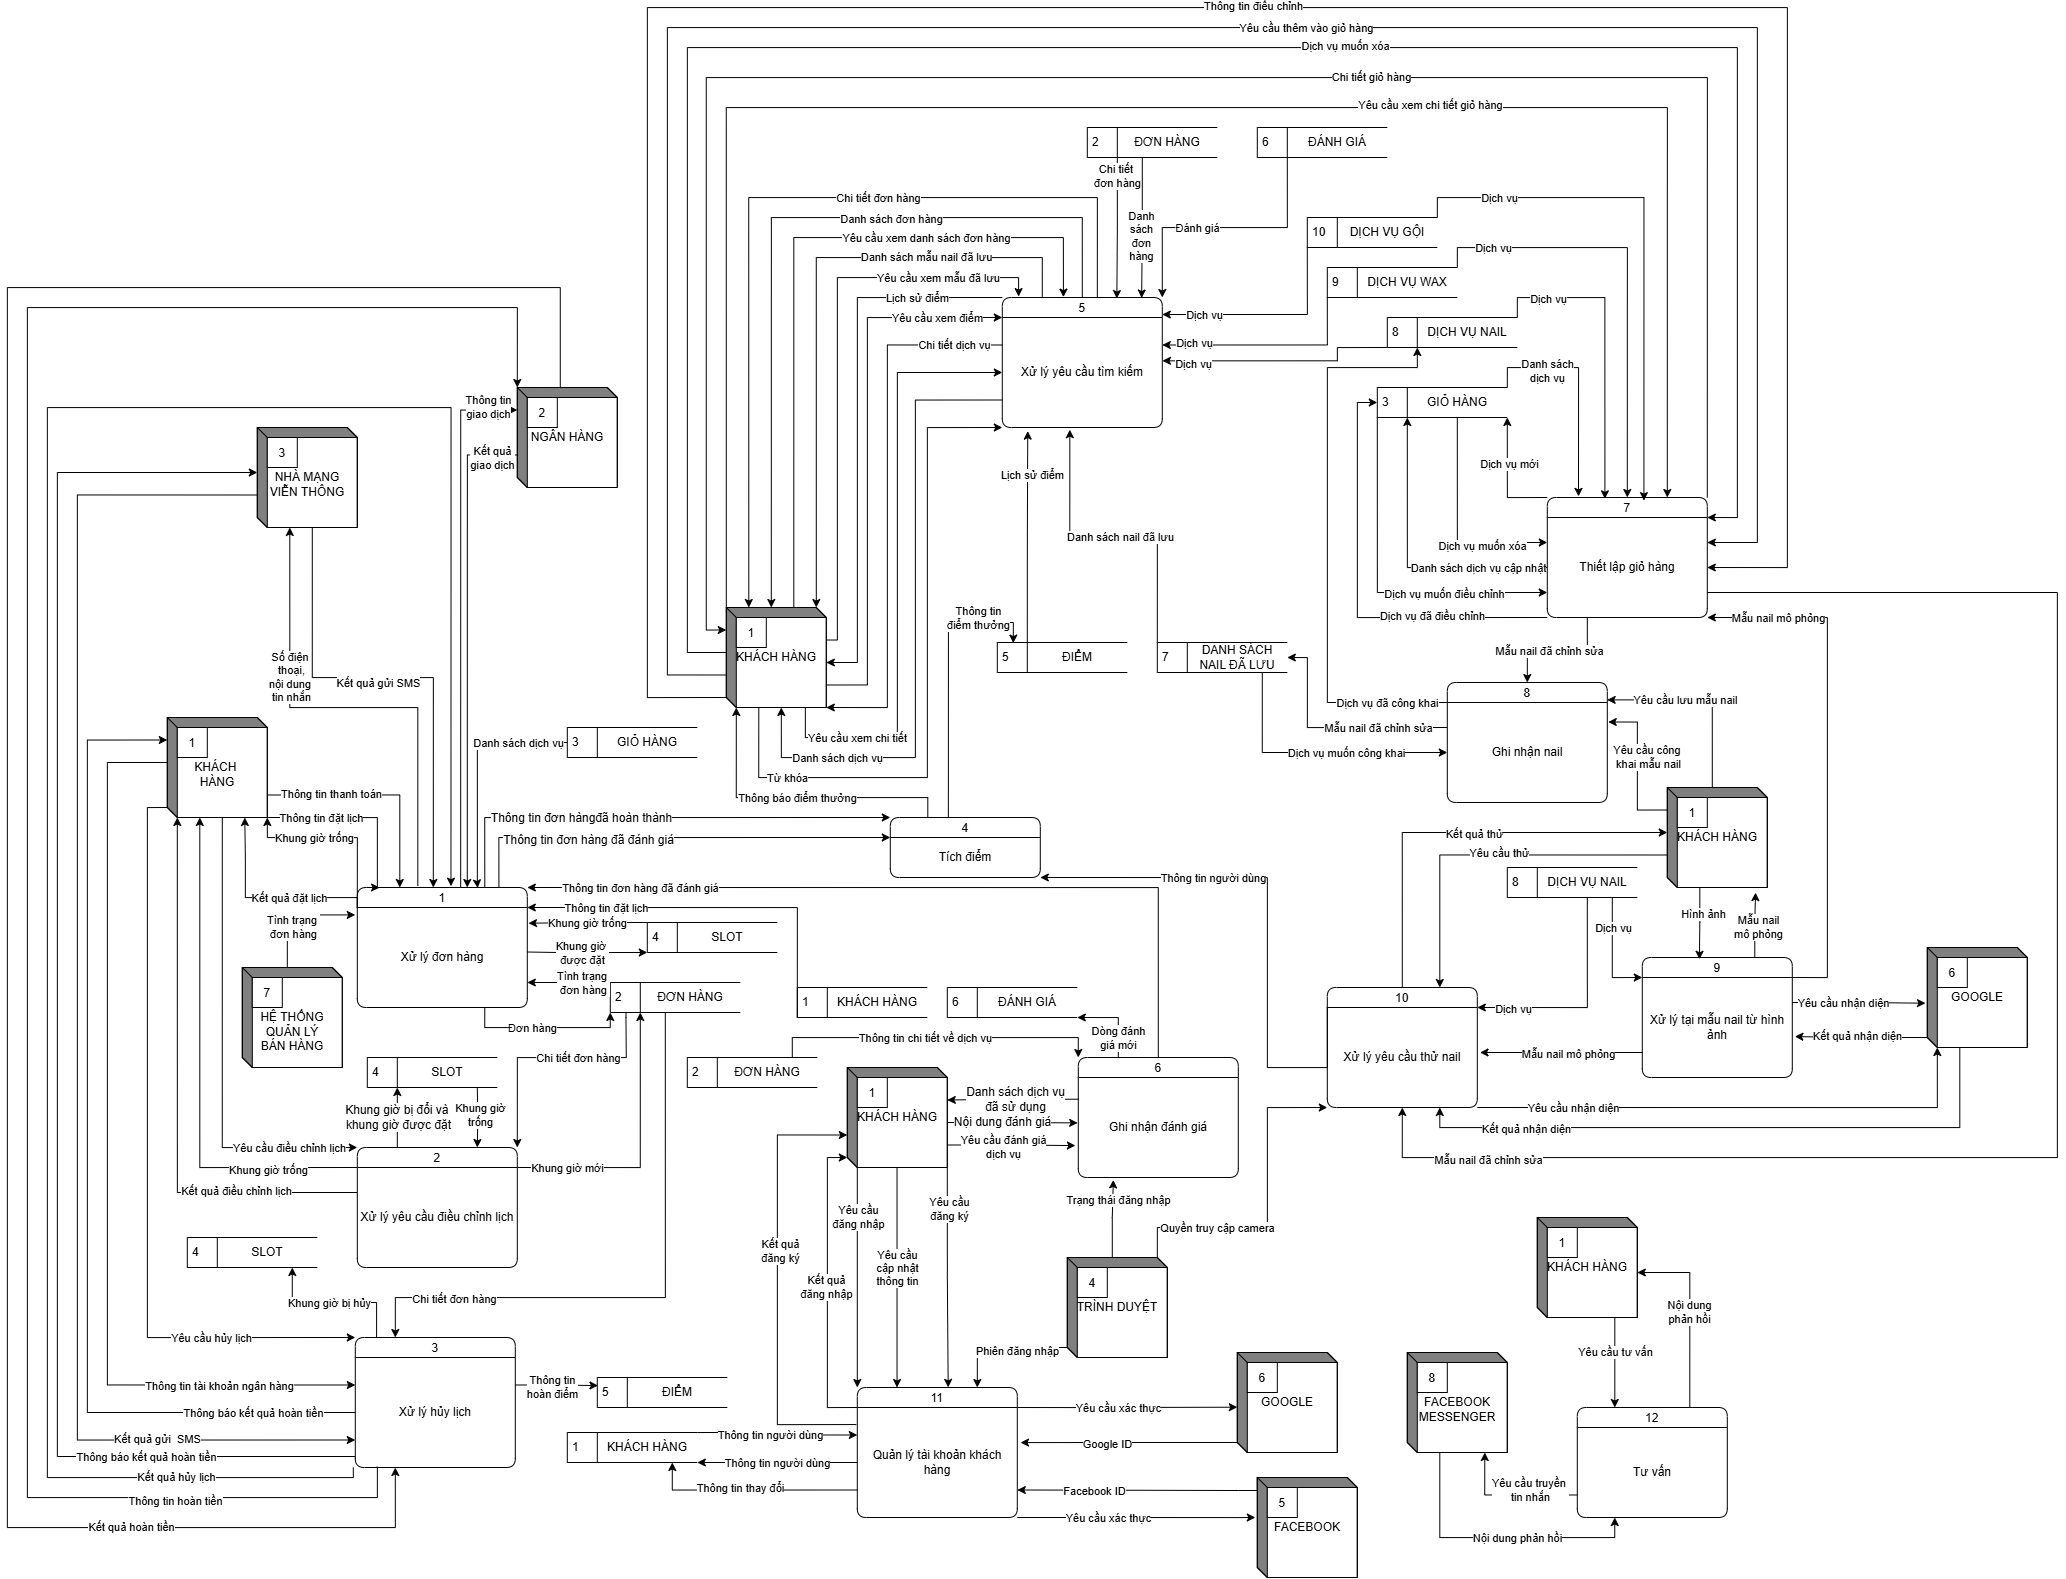 Thông tin điều chỉnh
Yêu cầu thêm vào giỏ hàng
Dịch vụ muốn xóa
Chi tiết giỏ hàng
Yêu cầu xem chi tiết giỏ hàng
2
ĐƠN HÀNG
6
ĐÁNH GIÁ
Chi tiết
đơn hàng
Chi tiết đơn hàng
Danh sách đơn hàng
Yêu cầu xem danh sách đơn hàng
Danh sách mẫu nail đã lưu
Yêu cầu xem mẫu đã lưu
Lịch sử điểm
Yêu cầu xem điểm
Chi tiết dịch vụ
Danh
sách
đơn
hàng
Đánh giá
Dịch vụ
10
DỊCH VỤ GỘI
Dịch vụ
9
DỊCH VỤ WAX
Dịch vụ
8
DỊCH VỤ NAIL
Dịch vụ
Dịch vụ
Dịch vụ
5
Xử lý yêu cầu tìm kiếm
Danh sách
dịch vụ
3
GIỎ HÀNG
Dịch vụ mới
Thông tin
giao dịch
2
NGÂN HÀNG
Kết quả
giao dịch
3
NHÀ MẠNG
VIỄN THÔNG
Lịch sử điểm
Danh sách nail đã lưu
7
Thiết lập giỏ hàng
Dịch vụ muốn xóa
Danh sách dịch vụ cập nhật
Dịch vụ muốn điều chỉnh
Dịch vụ đã điều chỉnh
Mẫu nail mô phỏng
Mẫu nail đã chỉnh sửa
1
KHÁCH HÀNG
Thông tin
điểm thưởng
5
ĐIỂM
7
DANH SÁCH
NAIL ĐÃ LƯU
Số điện
thoại,
nội dung
tin nhắn
Kết quả gửi SMS
8
Ghi nhận nail
Dịch vụ đã công khai
Mẫu nail đã chỉnh sửa
Dịch vụ muốn công khai
Yêu cầu lưu mẫu nail
Yêu cầu công
khai mẫu nail
1
KHÁCH
HÀNG
Danh sách dịch vụ
3
GIỎ HÀNG
Yêu cầu xem chi tiết
Danh sách dịch vụ
Từ khóa
Thông báo điểm thưởng
1
KHÁCH HÀNG
Thông tin thanh toán
Thông tin đặt lịch
Khung giờ trống
Thông tin đơn hàngđã hoàn thành
Thông tin đơn hàng đã đánh giá
4
Tích điểm
Kết quả thử
Yêu cầu thử
8
DỊCH VỤ NAIL
Thông tin người dùng
Kết quả đặt lịch
Tình trạng
đơn hàng
1
Xử lý đơn hàng
Thông tin đơn hàng đã đánh giá
Thông tin đặt lịch
Khung giờ trống
4
SLOT
Khung giờ
được đặt
Tình trạng
đơn hàng
2
ĐƠN HÀNG
1
KHÁCH HÀNG
6
ĐÁNH GIÁ
Đơn hàng
7
HỆ THỐNG
QUẢN LÝ
BÁN HÀNG
Hình ảnh
Mẫu nail
mô phỏng
Dịch vụ
9
Xử lý tại mẫu nail từ hình
ảnh
6
GOOGLE
Yêu cầu nhận diện
Kết quả nhận diện
10
Xử lý yêu cầu thử nail
Dịch vụ
Mẫu nail mô phỏng
Yêu cầu nhận diện
Kết quả nhận diện
Mẫu nail đã chỉnh sửa
Dòng đánh
giá mới
Thông tin chi tiết về dịch vụ
2
ĐƠN HÀNG
Chi tiết đơn hàng
4
SLOT
Khung giờ bị đổi và
khung giờ được đặt
Khung giờ
trống
1
KHÁCH HÀNG
Danh sách dịch vụ
đã sử dụng
Nội dung đánh giá
Yêu cầu đánh giá
dịch vụ
6
Ghi nhận đánh giá
Yêu cầu điều chỉnh lịch
Khung giờ trống
Kết quả điều chỉnh lịch
2
Xử lý yêu cầu điều chỉnh lịch
Khung giờ mới
Trạng thái đăng nhập
Quyền truy cập camera
Yêu cầu
đăng nhập
Yêu cầu
đăng ký
Kết quả
đăng ký
Yêu cầu
cập nhật
thông tin
Kết quả
đăng nhập
4
SLOT
Khung giờ bị hủy
Chi tiết đơn hàng
4
TRÌNH DUYỆT
Phiên đăng nhập
1
KHÁCH HÀNG
Nội dung
phản hồi
Yêu cầu tư vấn
Yêu cầu hủy lịch
3
Xử lý hủy lịch
Thông tin tài khoản ngân hàng
Thông báo kết quả hoàn tiền
Kết quả gửi  SMS
Thông báo kết quả hoàn tiền
Kết quả hủy lịch
Thông tin hoàn tiền
Kết quả hoàn tiền
Thông tin
hoàn điểm
5
ĐIỂM
11
Quản lý tài khoản khách
hàng
1
KHÁCH HÀNG
Thông tin người dùng
Thông tin người dùng
Thông tin thay đổi
Yêu cầu xác thực
Google ID
6
GOOGLE
Facebook ID
Yêu cầu xác thực
5
FACEBOOK
8
FACEBOOK
MESSENGER
12
Tư vấn
Yêu cầu truyền
tin nhắn
Nội dung phản hồi